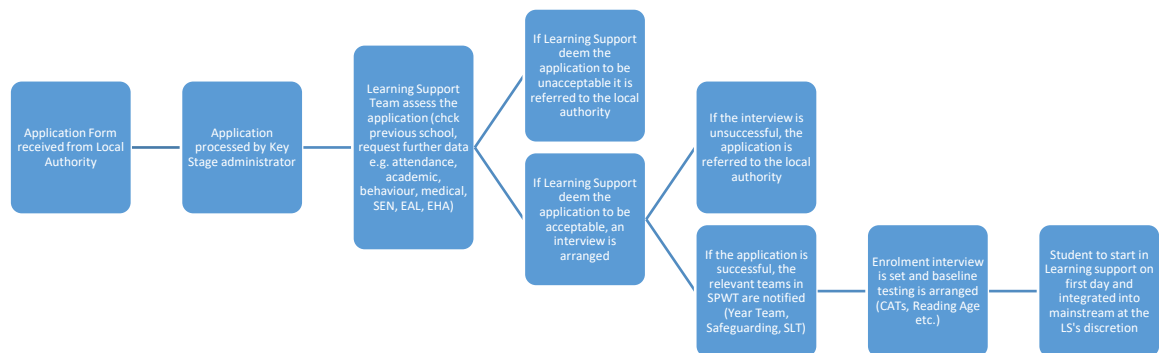 Application Form
received from Local
Authority
Application
processed by Key
Stage administrator
Learning Support
Team assess the
application (chck
previous school,
request further data
e.g. attendance,
academic,
behaviour, medical,
SEN, EAL, EHA)
If Learning Support
deem the
application to be
unacceptable it is
referred to the local
authority
If Learning Support
deem the
application to be
acceptable, an
interview is
arranged
If the interview is
unsuccessful, the
application is
referred to the local
authority
If the application is
successful, the
relevant teams in
SPWT are notified
(Year Team,
Safeguarding, SLT)
Enrolment interview
is set and baseline
testing is arranged
(CATs, Reading Age
etc.)
Student to start in
Learning support on
first day and
integrated into
mainstream at the
LS's discretion